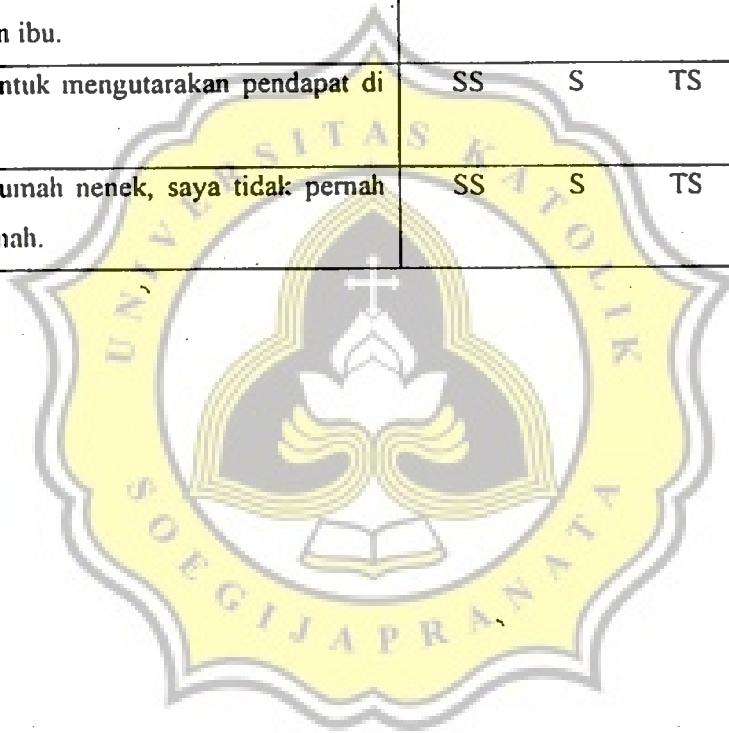 n ibu.
ntuk mengutarakan pendapat di SS S TS
umah nenek, saya tidak pernah SS S TS
nah.
UNIVERSITAS KATOLIK
SOEGIJAPRANATA